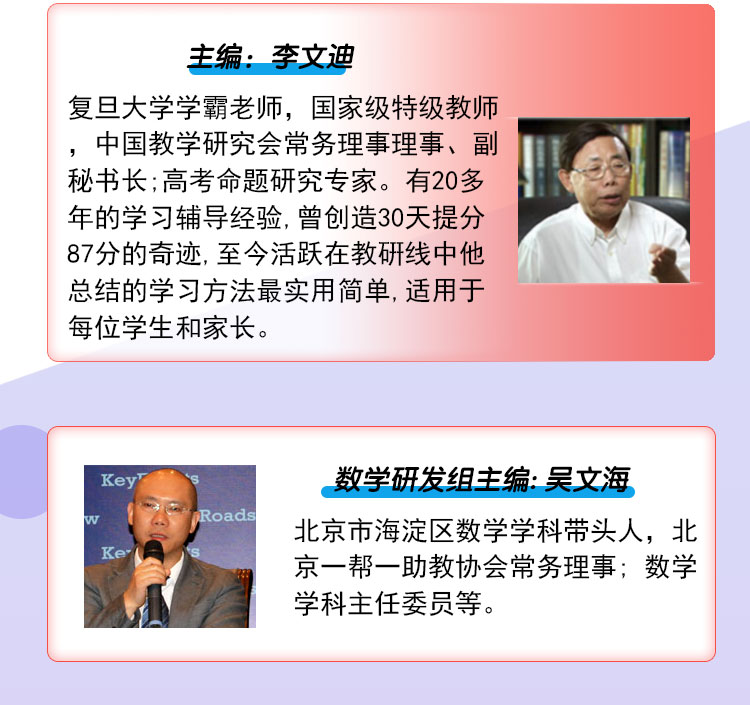 主编：李文迪
复旦大学学霸老师，国家级特级教师
，中国教学研究会常务理事理事、副
秘书长;高考命题研究专家。有20多
年的学习辅导经验,曾创造30天提分
87分的奇迹,至今活跃在教研线中他
总结的学习方法最实用简单,适用于
每位学生和家长。
数学研发组主编:吴文海
Key
Roads
w
Key
北京市海淀区数学学科带头人，北
京一帮一助教协会常务理事；数学
学科主任委员等。